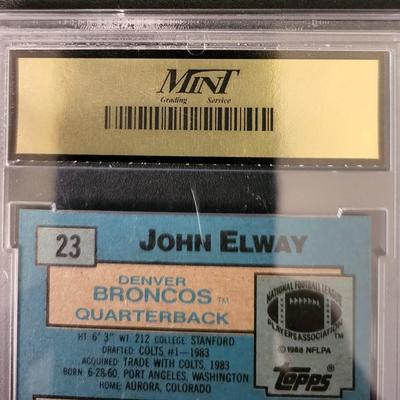 MINT
Grading Service
23 JOHN ELWAY
DENVER
BRONCOS TM
QUARTERBACK
HT. 6' 3" WT. 212 COLLEGE: STANFORD
DRAFTED: COLTS #1—1983
ACQUIRED: TRADE WITH COLTS, 1983
BORN: 6-28-60, PORT ANGELES, WASHINGTON
HOME: AURORA, COLORADO
NATIONAL FOOTBALL LEAGUE
PLAYERS ASSOCIATION
© 1988 NFLPA
Topps